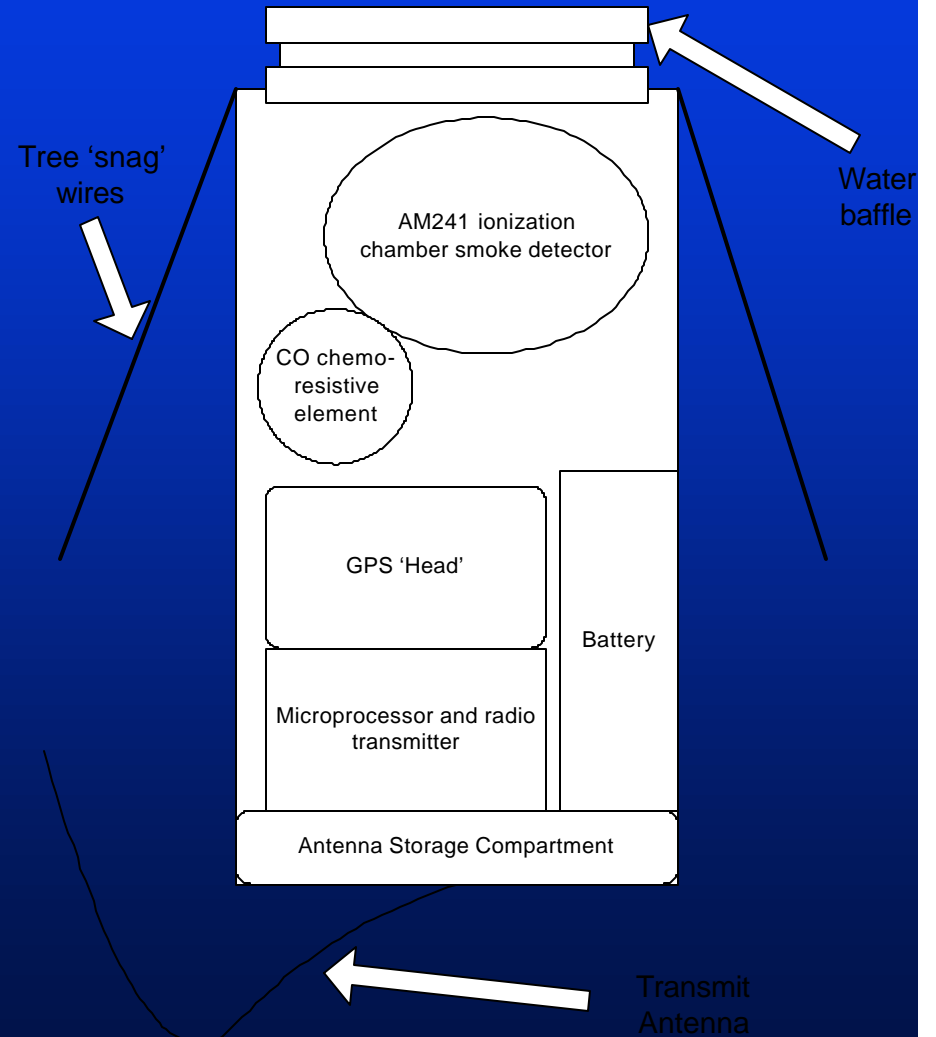 Tree ‘snag’
wires
Water
baffle
AM241 ionization
chamber smoke detector
CO chemo-
resistive
element
GPS ‘Head’
Battery
Microprocessor and radio
transmitter
Antenna Storage Compartment
Transmit
Antenna